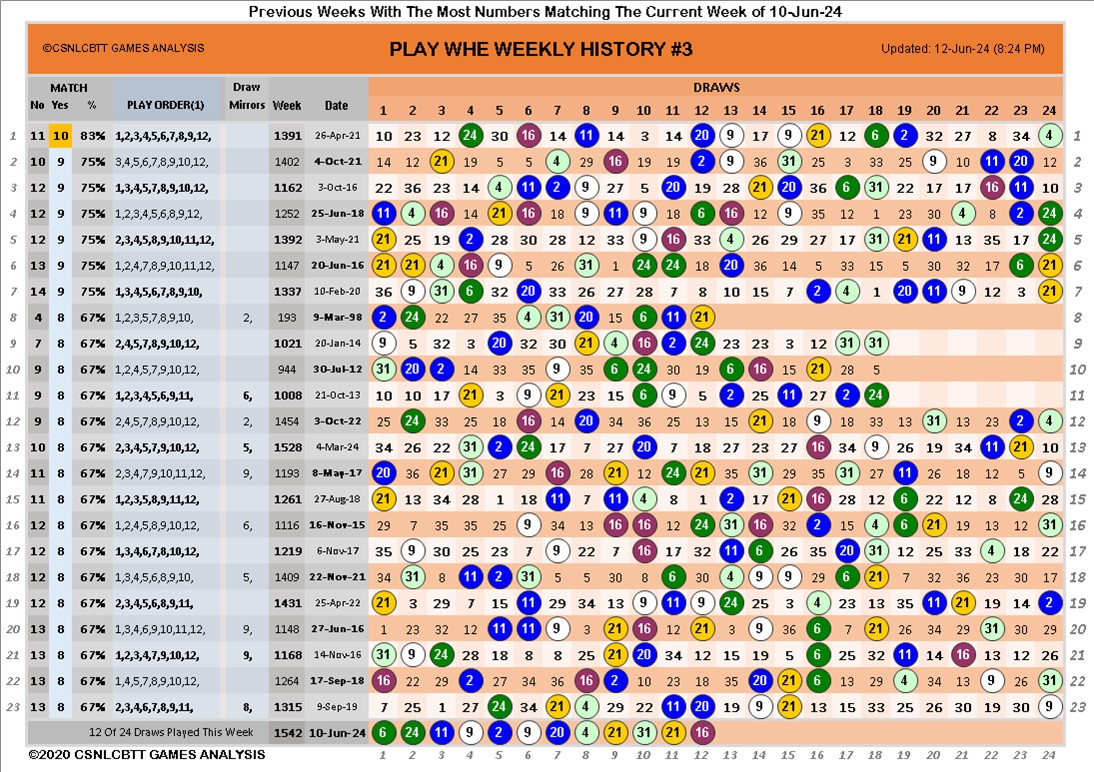 Previous Weeks With The Most Numbers Matching The Current Week of 10-Jun-24
©CSNLCBTT GAMES ANALYSIS PLAY WHE WEEKLY HISTORY #3 Updated: 12-Jun-24 (8:24 PM)
MATCH Draw DRAWS
No Yes % PLAY ORDER(1) Mirrors Week Date 1 2 3 4 5 6 7 8 9 10 11 12 13 14 15 16 17 18 19 20 21 22 23 24
1 11 10 83% 1,2,3,4,5,6,7,8,9,12, 1391 26-Apr-21 10 23 12 24 30 16 14 11 14 3 14 20 9 17 9 21 12 6 2 32 27 8 34 4 1
2 10 9 75% 3,4,5,6,7,8,9,10,12, 1402 4-Oct-21 14 12 21 19 5 5 4 29 16 19 19 2 9 36 31 25 3 33 25 9 10 11 20 12 2
3 12 9 75% 1,3,4,5,7,8,9,10,12, 1162 3-Oct-16 22 36 23 14 4 11 2 9 27 5 20 19 28 21 20 36 6 31 22 17 17 16 11 10 3
4 12 9 75% 1,2,3,4,5,6,8,9,12, 1252 25-Jun-18 11 4 16 14 21 16 18 9 11 9 18 6 16 12 9 18 12 1 23 30 4 8 2 24 4
5 12 9 75% 2,3,4,5,8,9,10,11,12, 1392 3-May-21 21 25 19 2 28 30 28 12 33 9 16 33 4 26 29 27 17 31 21 11 13 35 17 24 5
6 13 9 75% 1,2,4,7,8,9,10,11,12, 1147 20-Jun-16 21 21 4 16 9 5 26 31 1 24 24 18 20 36 14 5 33 15 5 30 32 17 6 21 6
7 14 9 75% 1,3,4,5,6,7,8,9,10, 1337 10-Feb-20 36 9 31 6 32 20 33 26 27 28 7 8 10 15 7 2 4 1 20 11 9 12 3 21 7
8 4 8 67% 1,2,3,5,7,8,9,10, 2, 193 9-Mar-98 2 24 22 27 35 4 31 20 15 6 11 21 8
9 7 8 67% 2,4,5,7,8,9,10,12, 1021 20-Jan-14 9 5 32 3 20 32 30 21 4 16 2 24 23 23 3 12 31 31 9
10 9 8 67% 1,2,4,5,7,9,10,12, 944 30-Jul-12 31 20 2 14 33 35 9 35 6 24 30 19 6 16 15 21 28 5 10
11 9 8 67% 1,2,3,4,5,6,9,11, 6, 1008 21-Oct-13 10 10 17 21 3 9 21 23 15 6 9 5 2 15 11 27 2 24 11
12 9 8 67% 2,4,5,7,8,9,10,12, 2, 1454 3-Oct-22 25 24 33 25 18 16 14 20 34 36 22 13 14 21 16 9 18 33 13 31 13 22 2 4 12
13 10 8 67% 2,3,4,5,7,9,10,12, 5, 1528 4-Mar-24 34 26 22 31 2 24 17 7 27 20 7 18 27 23 27 16 34 9 26 19 34 11 21 10 13
14 11 8 67% 2,3,4,7,9,10,11,12, 9, 1193 8-May-17 20 36 21 31 27 7 16 28 21 12 24 21 35 31 29 35 31 27 11 26 18 12 5 9 14
15 11 8 67% 1,2,3,5,8,9,11,12, 1261 27-Aug-18 21 13 34 28 1 18 11 7 11 4 8 1 2 17 21 16 28 12 6 22 12 8 24 28 15
16 12 8 67% 1,2,4,5,8,9,10,12, 6, 1116 16-Nov-15 29 7 35 35 25 9 34 13 16 16 12 24 31 16 32 2 15 4 6 21 19 13 12 31 16
17 12 8 67% 1,3,4,6,7,8,10,12, 1219 6-Nov-17 35 9 30 25 23 7 9 22 7 16 17 32 11 6 26 35 20 31 12 25 33 4 18 22 17
18 12 8 67% 1,3,4,5,6,8,9,10, 5, 1409 22-Nov-21 34 31 8 11 2 31 5 5 30 8 6 30 4 9 9 29 6 21 7 32 36 23 30 17 18
19 12 8 67% 2,3,4,5,6,8,9,11, 1431 25-Apr-22 21 3 29 7 15 11 29 34 13 9 11 9 24 25 3 4 23 13 35 11 21 19 14 2 19
20 13 8 67% 1,3,4,6,9,10,11,12, 9, 1148 27-Jun-16 1 23 32 12 11 11 9 3 21 16 12 21 3 9 36 6 7 21 26 34 29 31 30 29 20
21 13 8 67% 1,2,3,4,7,9,10,12, 9, 1168 14-Nov-16 31 9 24 28 18 8 8 25 21 20 34 12 15 19 5 6 25 32 11 14 16 13 12 26 21
22 13 8 67% 1,4,5,7,8,9,10,12, 1264 17-Sep-18 16 22 29 2 27 34 36 16 2 10 23 18 35 20 21 6 13 29 4 34 13 9 26 31 22
23 13 8 67% 2,3,4,6,7,8,9,11, 8, 1315 9-Sep-19 7 25 1 27 24 34 21 4 29 22 11 20 19 9 21 13 15 33 25 26 30 19 30 9 23
12 Of 24 Draws Played This Week 1542 10-Jun-24 6 24 11 9 2 9 20 4 21 31 21 16
©2020 CSNLCBTT GAMES ANALYSIS 1 2 3 4 5 6 7 8 9 10 11 12 13 14 15 16 17 18 19 20 21 22 23 24